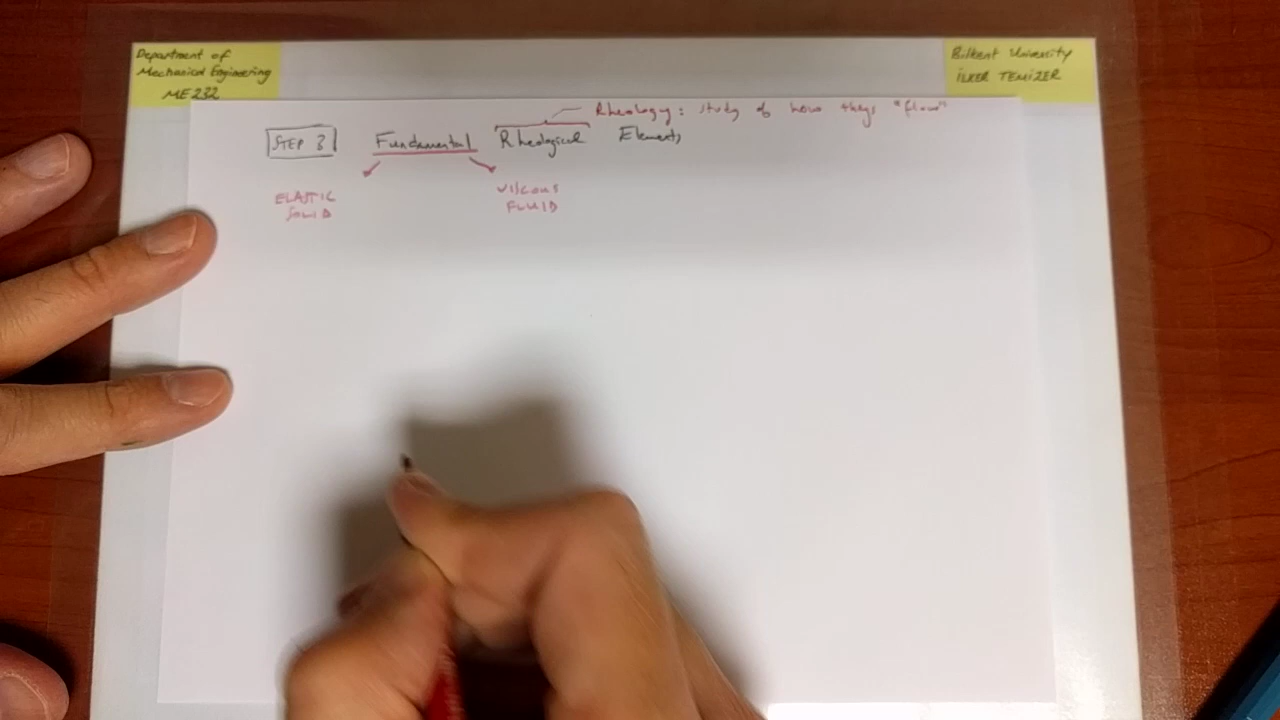 Department of
Mechanical Engineering
ME232
Bilkent University
İLKER TEMİZER
Rheology: study of how thgs "flow"
STEP 3 Fundamental Rheological Elements
ELASTIC
SOLID
VISCOUS
FLUID